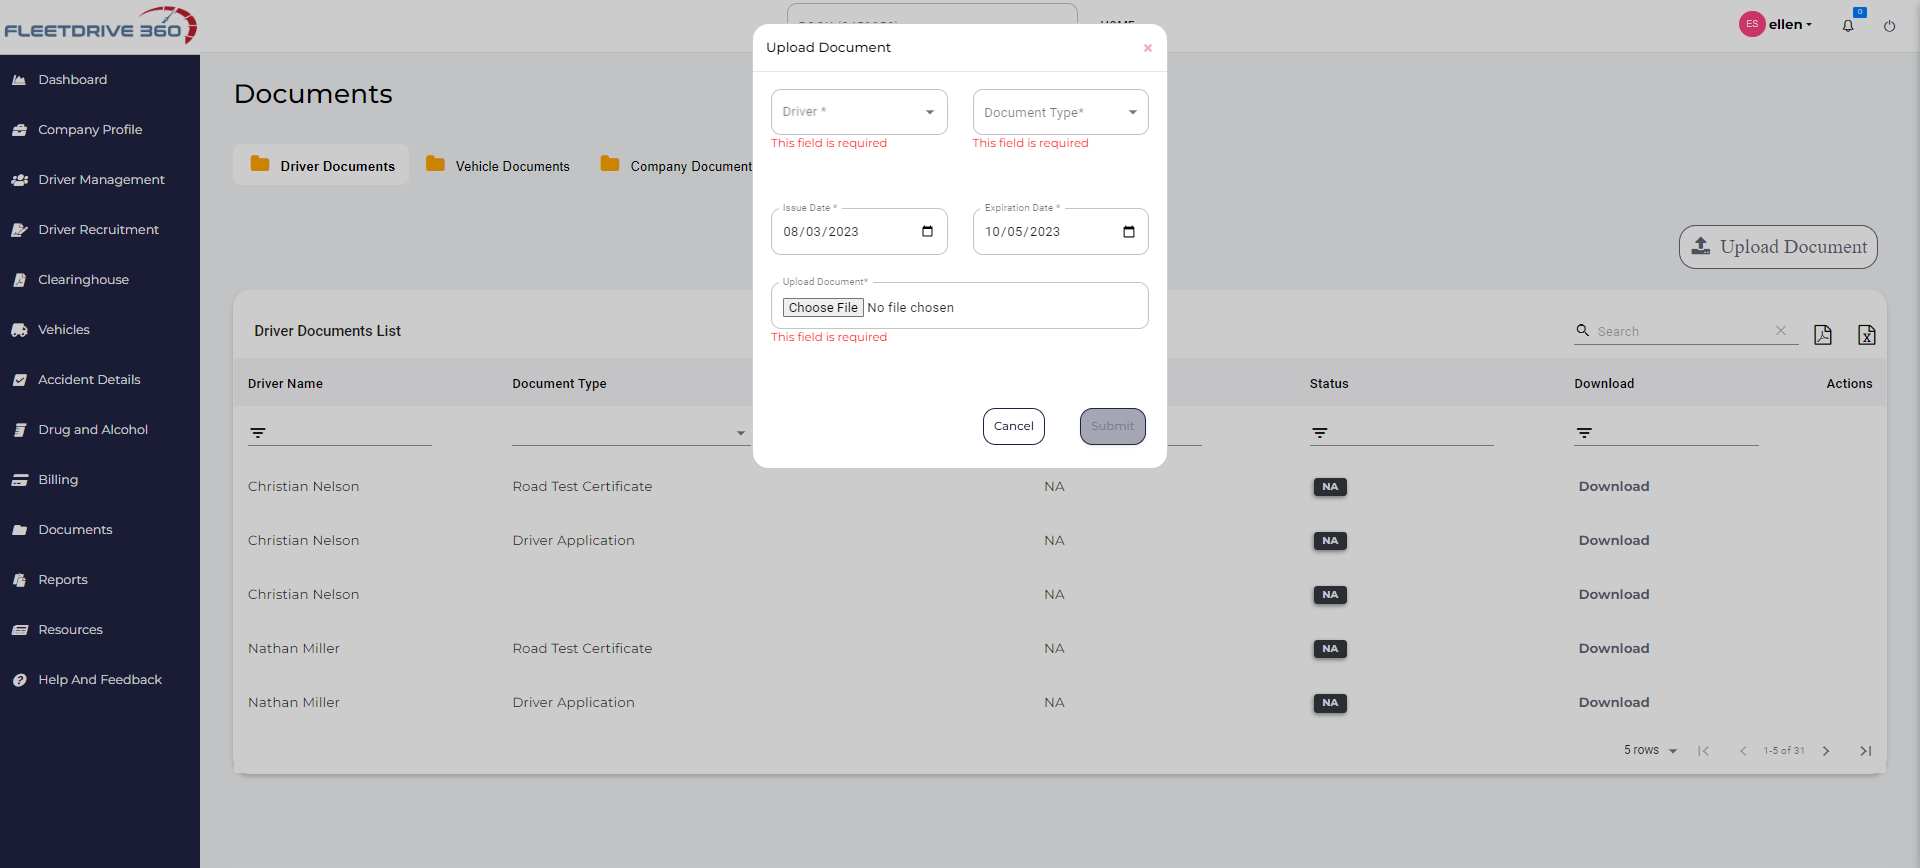 FLEETDRIVE 360
HOME
ES ellen
0
Dashboard
Company Profile
Driver Management
Driver Recruitment
Clearinghouse
Vehicles
Accident Details
Drug and Alcohol
Billing
Documents
Reports
Resources
Help And Feedback
Documents
Driver Documents
Vehicle Documents
Company Document
Upload Document
Upload Document
×
Driver *
Document Type*
This field is required
This field is required
Issue Date *
Expiration Date *
08/03/2023
10/05/2023
Upload Document*
Choose File No file chosen
This field is required
Cancel
Submit
Driver Documents List
Search
Driver Name Document Type Status Download Actions
Christian Nelson Road Test Certificate NA NA Download
Christian Nelson Driver Application NA NA Download
Christian Nelson NA NA Download
Nathan Miller Road Test Certificate NA NA Download
Nathan Miller Driver Application NA NA Download
5 rows 1-5 of 31